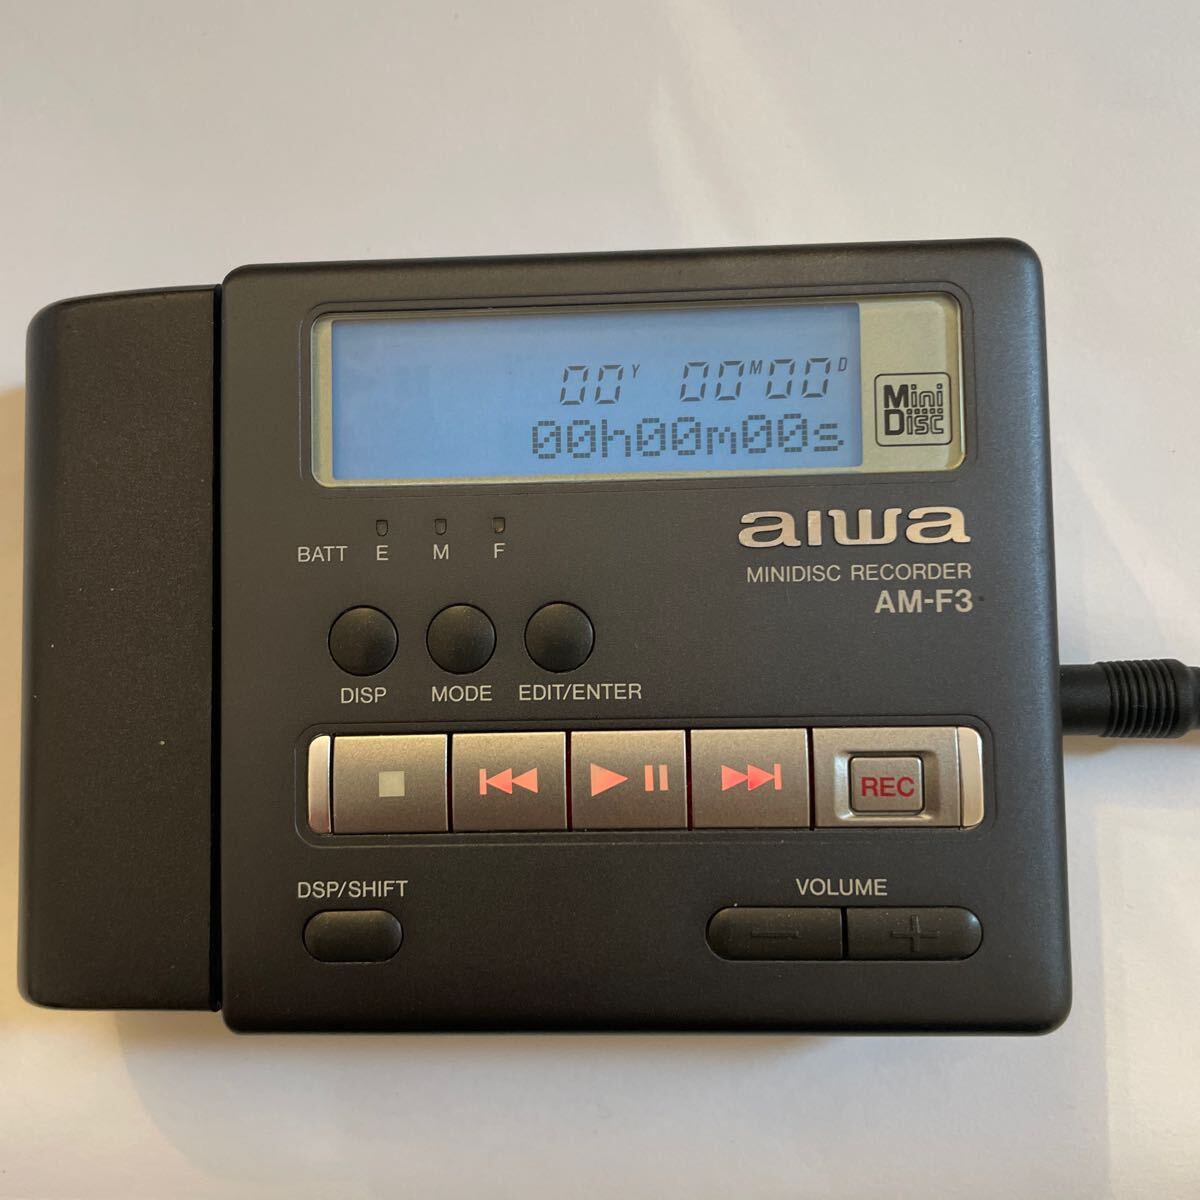 00Y 00M00D
00h00m00s
Mini
Disc
aiwa
MINIDISC RECORDER
AM-F3
BATT E M F
DISP MODE EDIT/ENTER
REC
DSP/SHIFT
VOLUME
− +